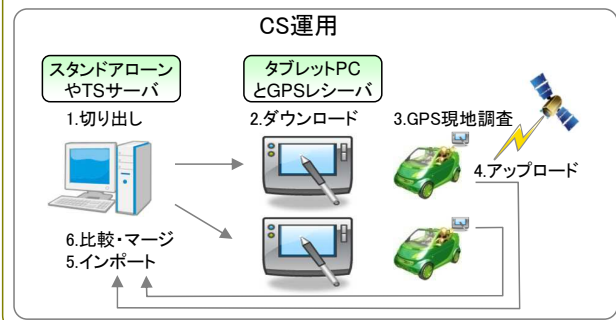 CS運用
スタンドアローン
やTSサーバ
タブレットPC
とGPSレシーバ
1.切り出し
2.ダウンロード
3.GPS現地調査
4.アップロード
6.比較・マージ
5.インポート